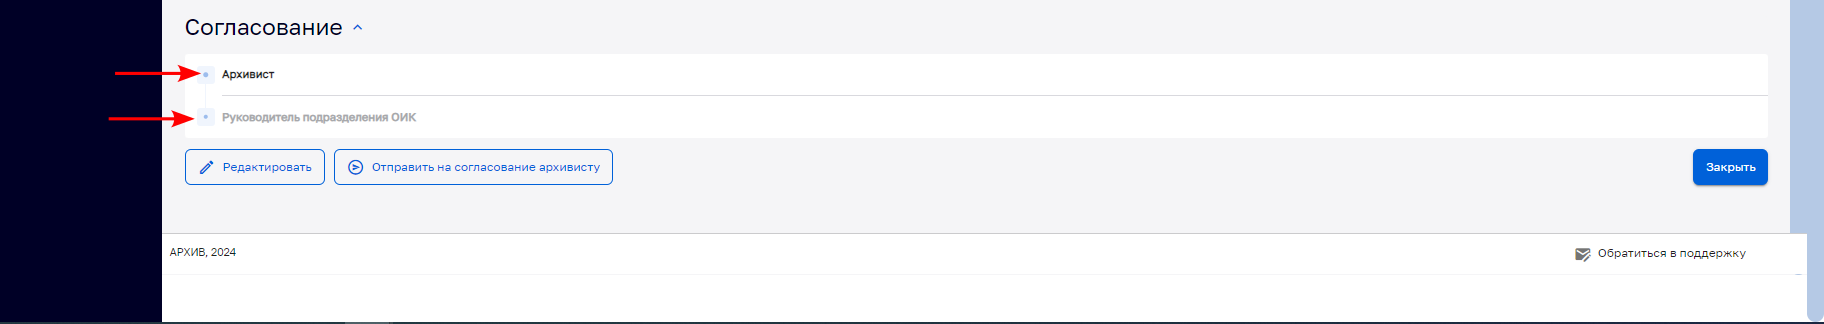 Согласование
Архивист
Руководитель подразделения ОИК
Редактировать
Отправить на согласование архивисту
Закрыть
АРХИВ, 2024
Обратиться в поддержку